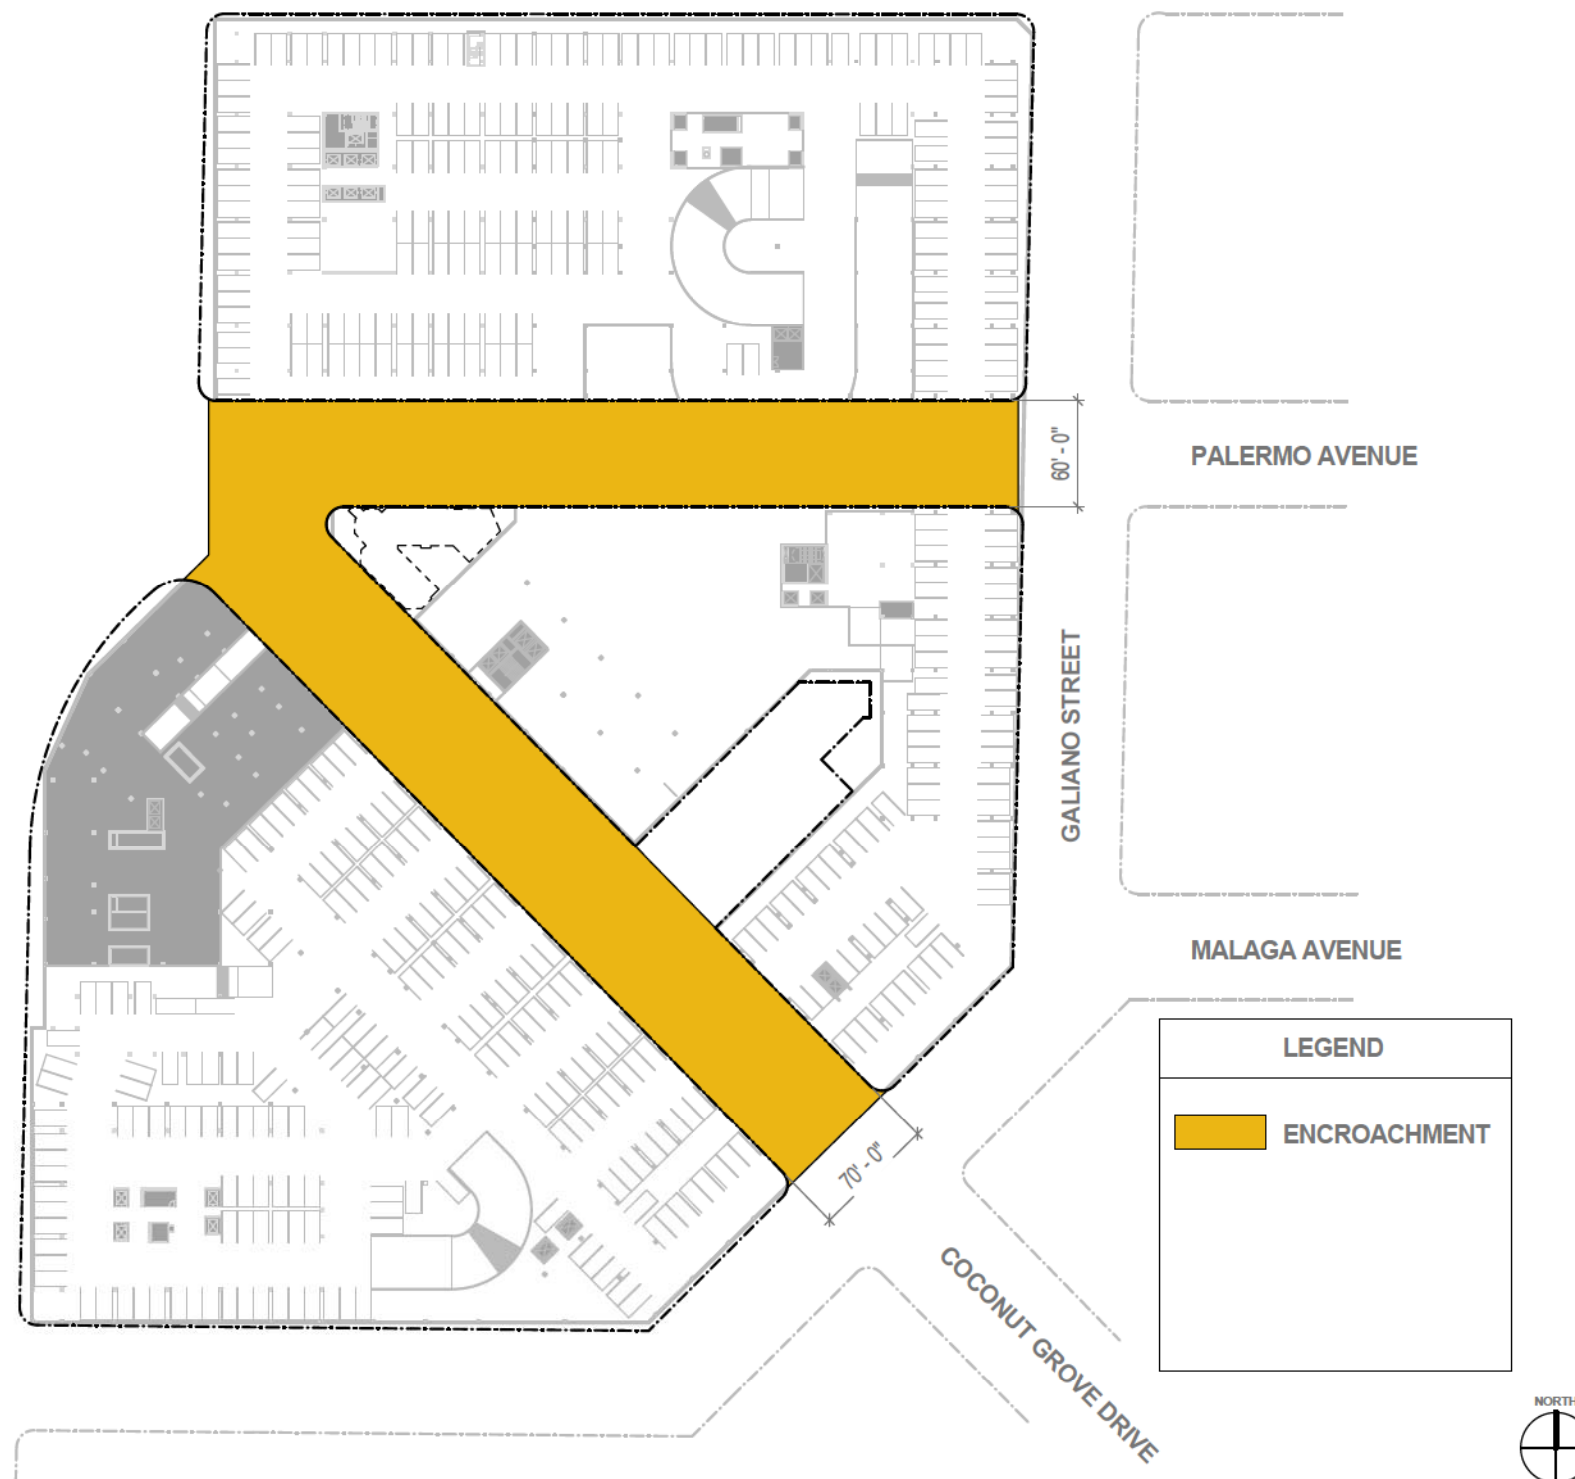 60' - 0"
PALERMO AVENUE
GALIANO STREET
MALAGA AVENUE
LEGEND
ENCROACHMENT
70' - 0"
COCONUT GROVE DRIVE
NORTH